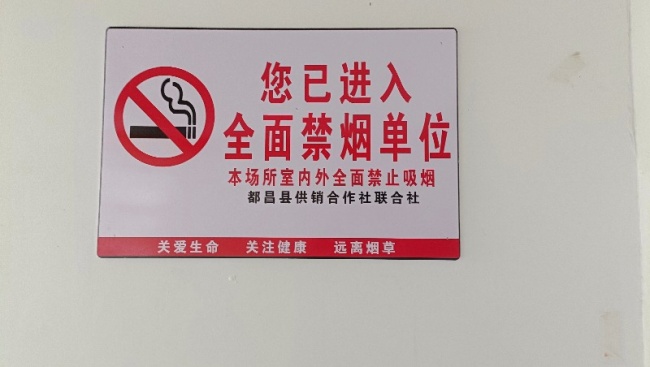 您已进入
全面禁烟单位
本场所室内外全面禁止吸烟
都昌县供销合作社联合社
关爱生命 关注健康 远离烟草